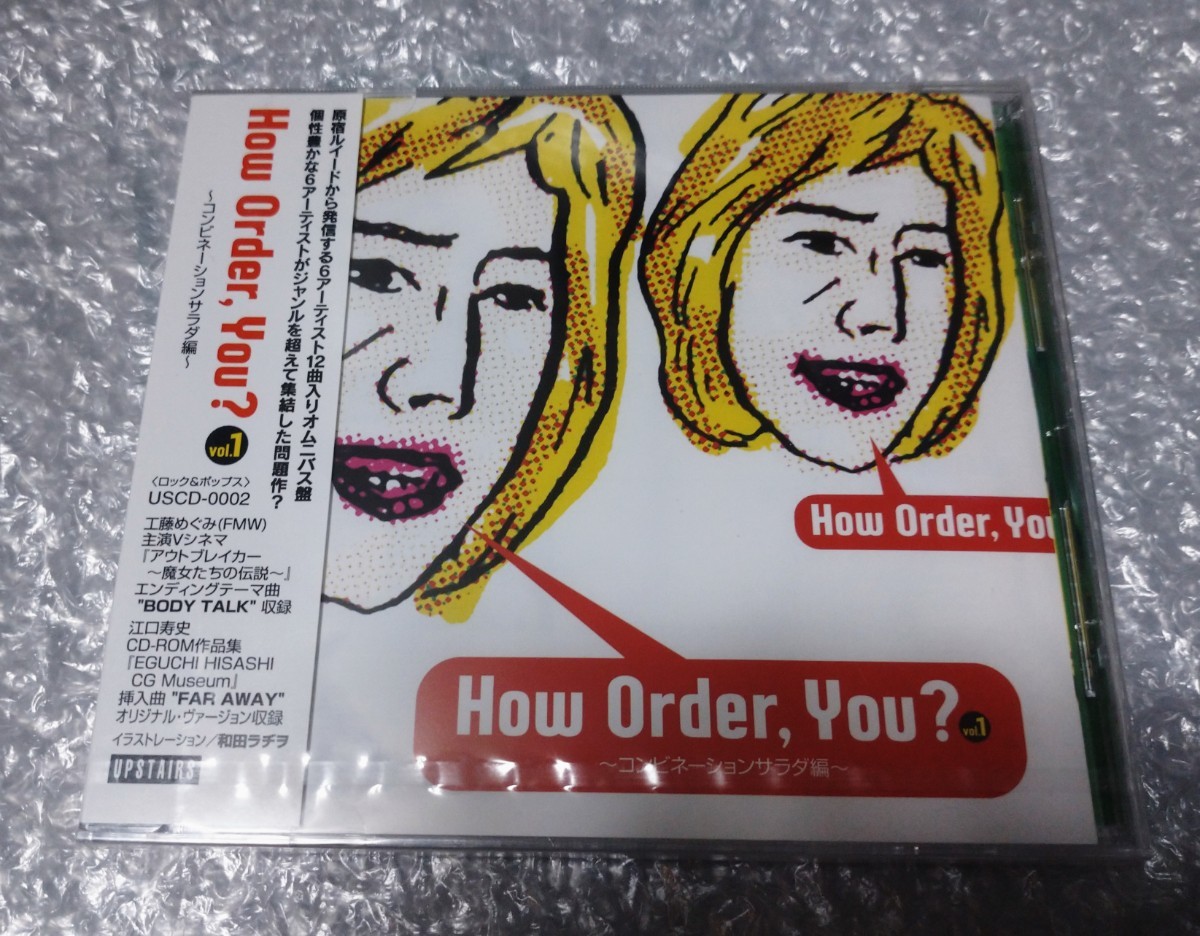 原宿ルイードから発信する6アーティスト12曲入りオムニバス盤
個性豊かな6アーティストがジャンルを超えて集結した問題作?
How Order, You?
vol.1
~コンビネーションサラダ編~
〈ロック&ポップス〉
USCD-0002
工藤めぐみ(FMW)
主演Vシネマ
『アウトブレイカー
~魔女たちの伝説~』
エンディングテーマ曲
"BODY TALK" 収録
江口寿史
CD-ROM作品集
『EGUCHI HISASHI
CG Museum』
挿入曲 "FAR AWAY"
オリジナル・ヴァージョン収録
イラストレーション/和田ラヂヲ
UPSTAIRS
How Order, You
How Order, You?
vol.1
~コンビネーションサラダ編~